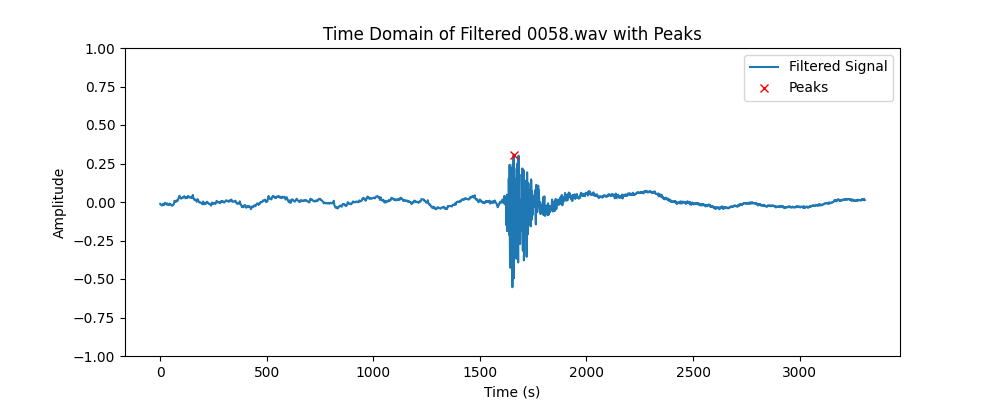 Time Domain of Filtered 0058.wav with Peaks
1.00
0.75
0.50
0.25
0.00
−0.25
−0.50
−0.75
−1.00
Amplitude
Filtered Signal
Peaks
0 500 1000 1500 2000 2500 3000
Time (s)